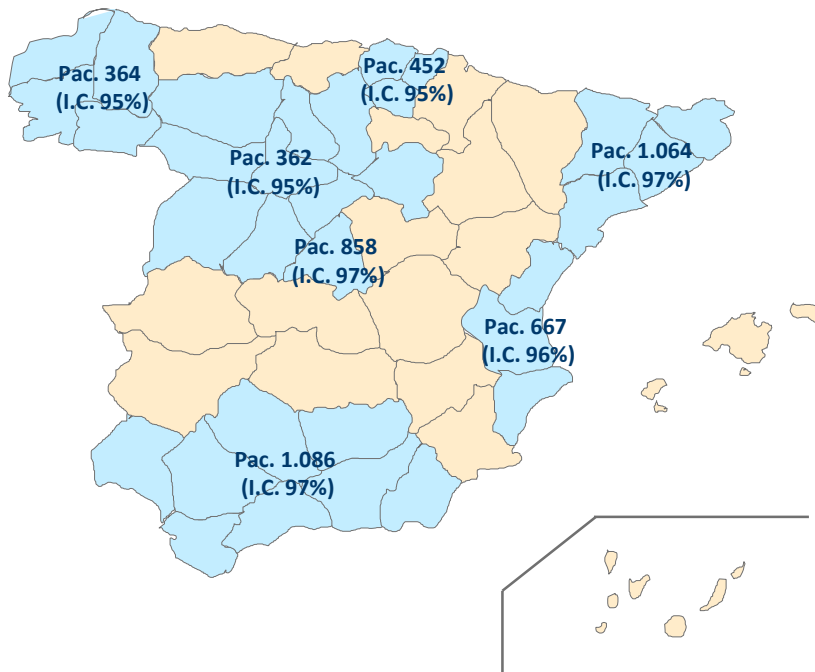 Pac. 364
(I.C. 95%)
Pac. 452
(I.C. 95%)
Pac. 362
(I.C. 95%)
Pac. 1.064
(I.C. 97%)
Pac. 858
(I.C. 97%)
Pac. 667
(I.C. 96%)
Pac. 1.086
(I.C. 97%)